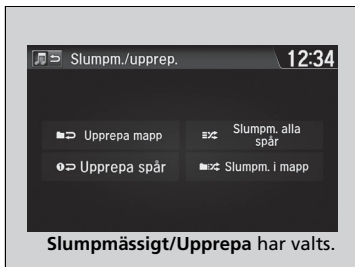 Slumpm./upprep.
12:34
Upprepa mapp
Slumpm. alla
spår
Upprepa spår
Slumpm. i mapp
Slumpmässigt/Upprepa har valts.